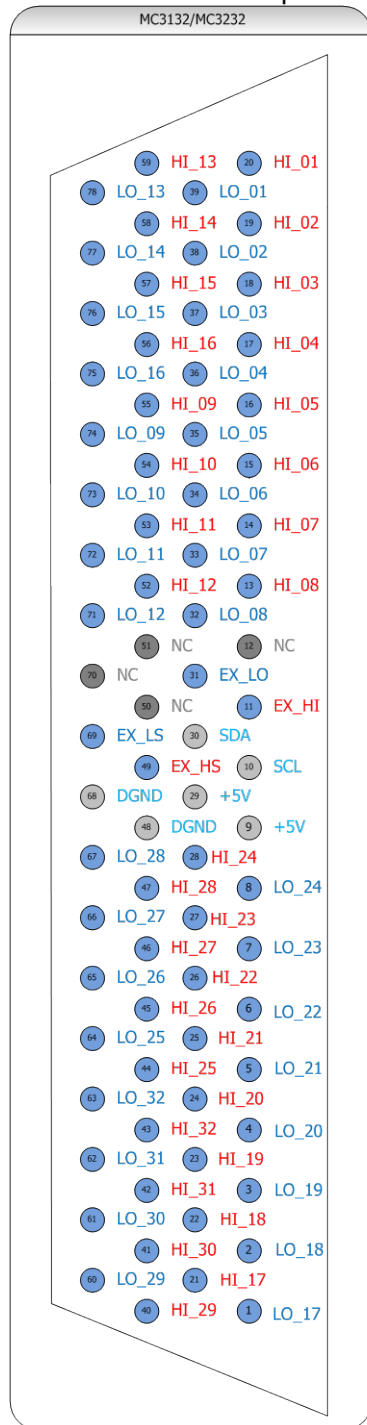 MC3132/MC3232
59 HI_13 20 HI_01
78 LO_13 39 LO_01
58 HI_14 19 HI_02
77 LO_14 38 LO_02
57 HI_15 18 HI_03
76 LO_15 37 LO_03
56 HI_16 17 HI_04
75 LO_16 36 LO_04
55 HI_09 16 HI_05
74 LO_09 35 LO_05
54 HI_10 15 HI_06
73 LO_10 34 LO_06
53 HI_11 14 HI_07
72 LO_11 33 LO_07
52 HI_12 13 HI_08
71 LO_12 32 LO_08
51 NC 12 NC
70 NC 31 EX_LO
50 NC 11 EX_HI
69 EX_LS 30 SDA
49 EX_HS 10 SCL
68 DGND 29 +5V
48 DGND 9 +5V
67 LO_28 28 HI_24
47 HI_28 8 LO_24
66 LO_27 27 HI_23
46 HI_27 7 LO_23
65 LO_26 26 HI_22
45 HI_26 6 LO_22
64 LO_25 25 HI_21
44 HI_25 5 LO_21
63 LO_32 24 HI_20
43 HI_32 4 LO_20
62 LO_31 23 HI_19
42 HI_31 3 LO_19
61 LO_30 22 HI_18
41 HI_30 2 LO_18
60 LO_29 21 HI_17
40 HI_29 1 LO_17